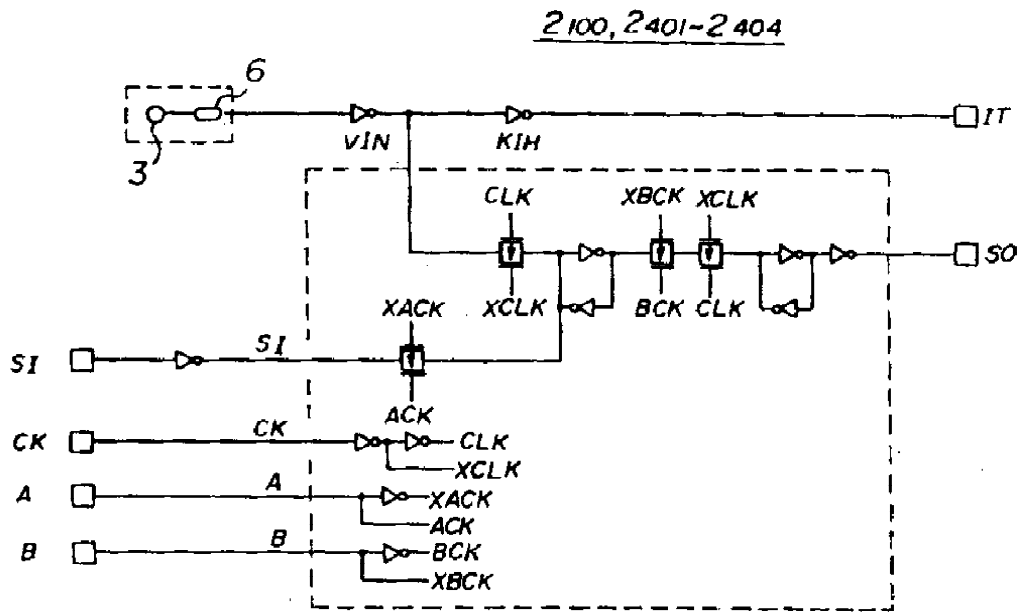 2100, 2401-2404
6
3
VIN
KIH
IT
CLK
XBCK XCLK
SO
XCLK
BCK CLK
XACK
SI
SI
ACK
CK
CK
CLK
XCLK
A
A
XACK
ACK
B
B
BCK
XBCK